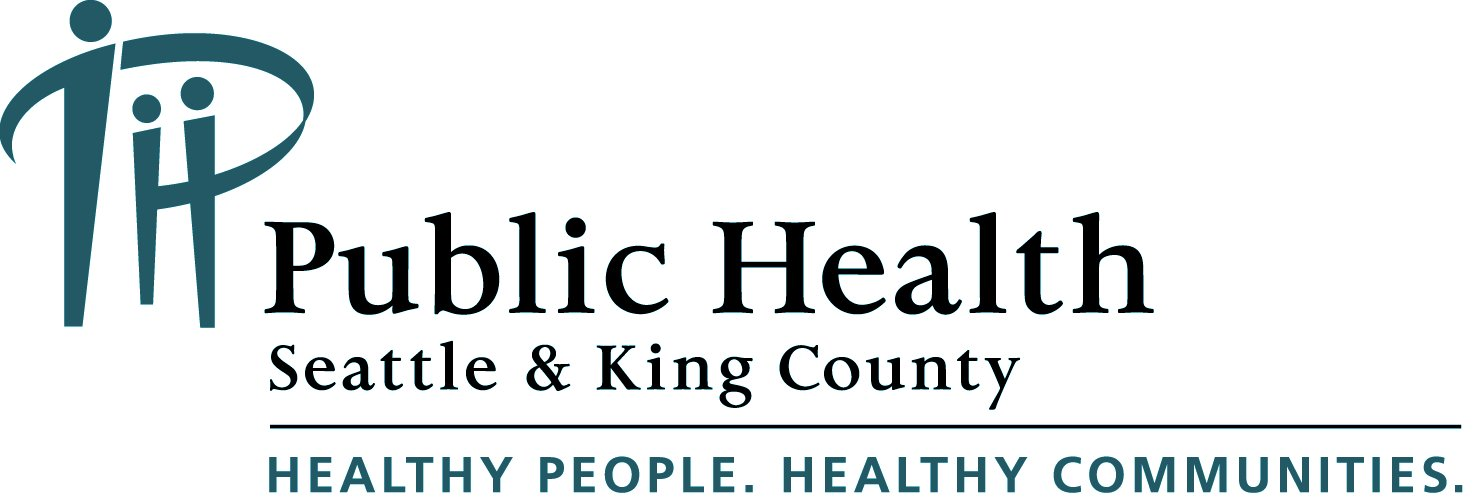 Public Health
Seattle & King County
HEALTHY PEOPLE. HEALTHY COMMUNITIES.